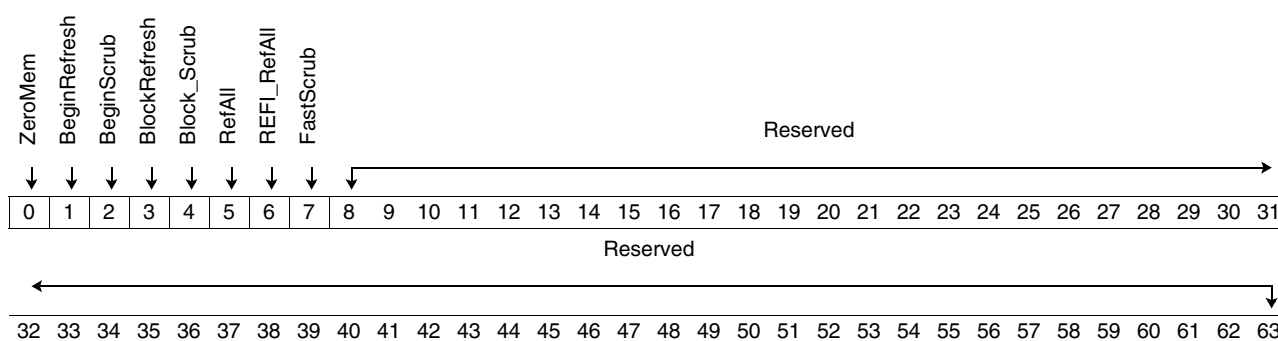 ZeroMem
BeginRefresh
BeginScrub
BlockRefresh
Block_Scrub
RefAll
REFI_RefAll
FastScrub
Reserved
0 1 2 3 4 5 6 7 8 9 10 11 12 13 14 15 16 17 18 19 20 21 22 23 24 25 26 27 28 29 30 31
Reserved
32 33 34 35 36 37 38 39 40 41 42 43 44 45 46 47 48 49 50 51 52 53 54 55 56 57 58 59 60 61 62 63